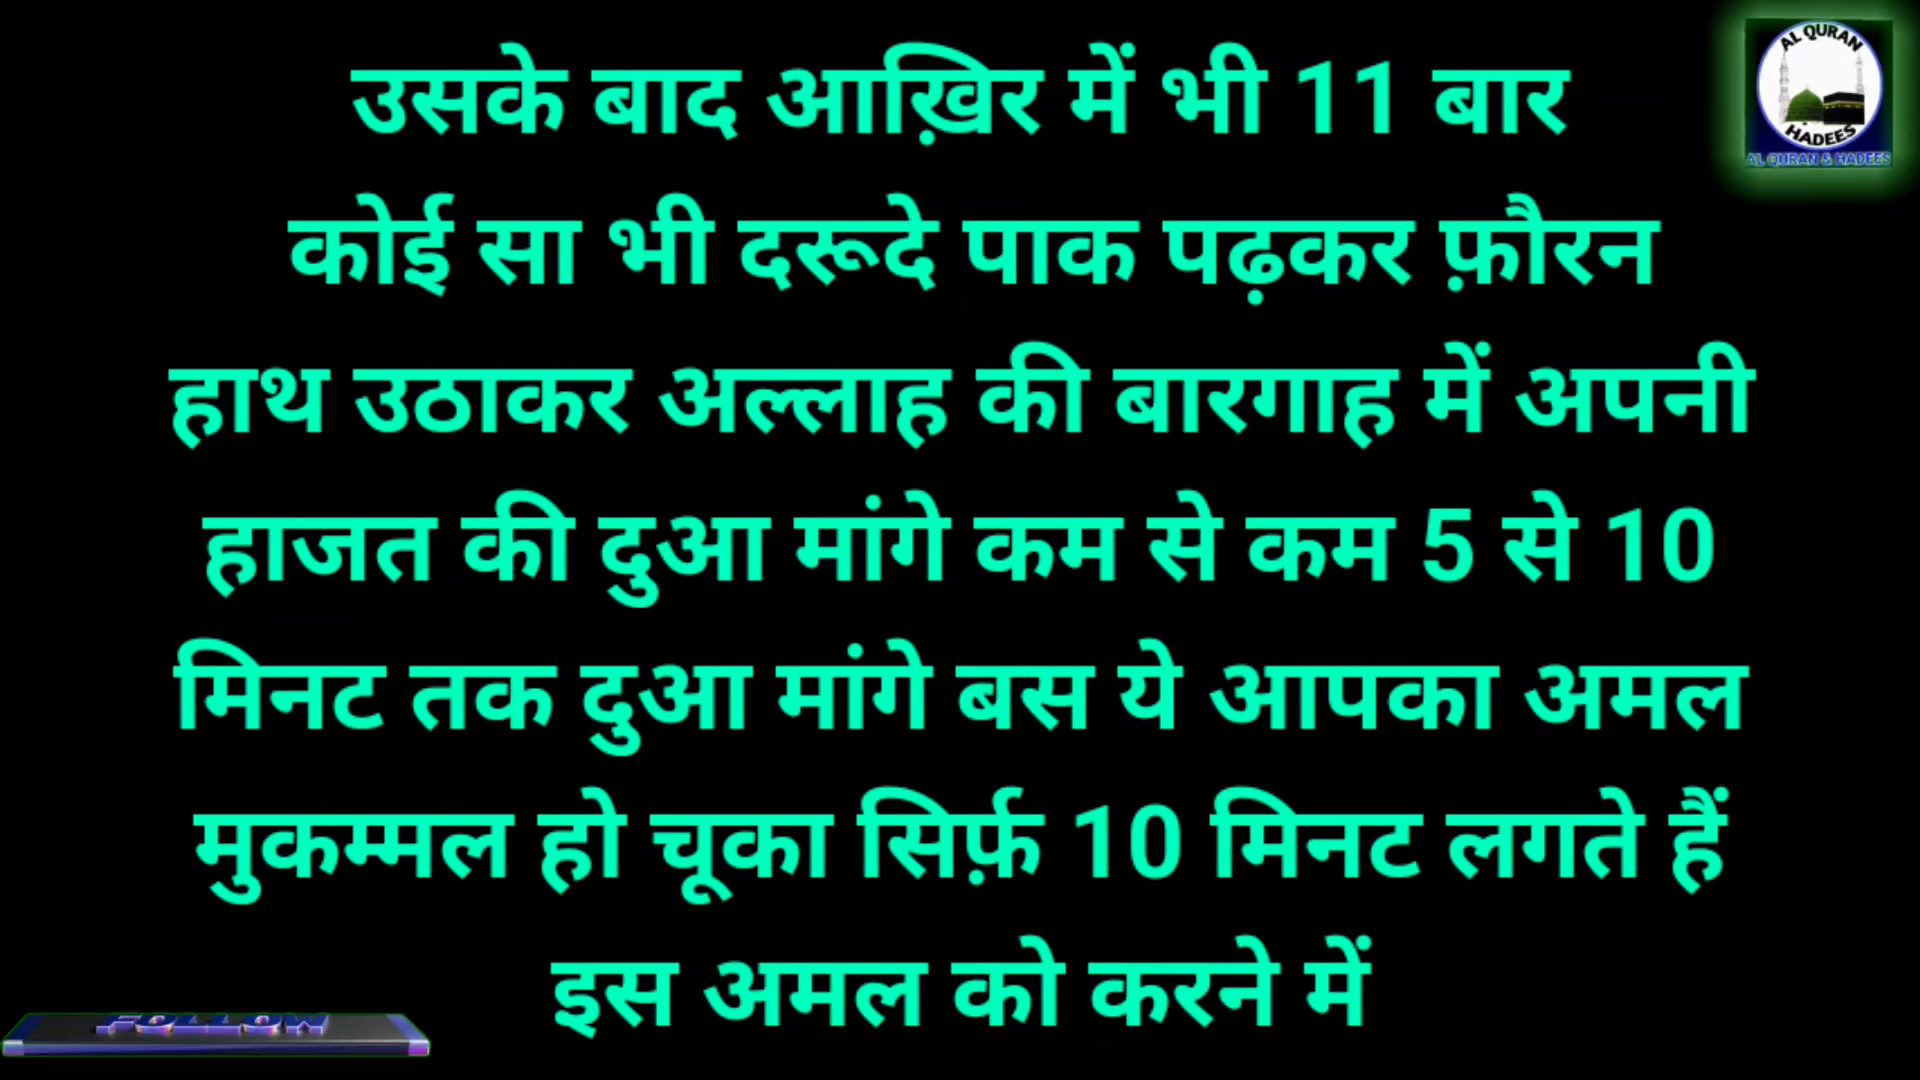 उसके बाद आख़िर में भी 11 बार
कोई सा भी दरूदे पाक पढ़कर फ़ौरन
हाथ उठाकर अल्लाह की बारगाह में अपनी
हाजत की दुआ मांगे कम से कम 5 से 10
मिनट तक दुआ मांगे बस ये आपका अमल
मुकम्मल हो चूका सिर्फ़ 10 मिनट लगते हैं
इस अमल को करने में
AL QURAN
HADEES
AL QURAN & HADEES
FOLLOW